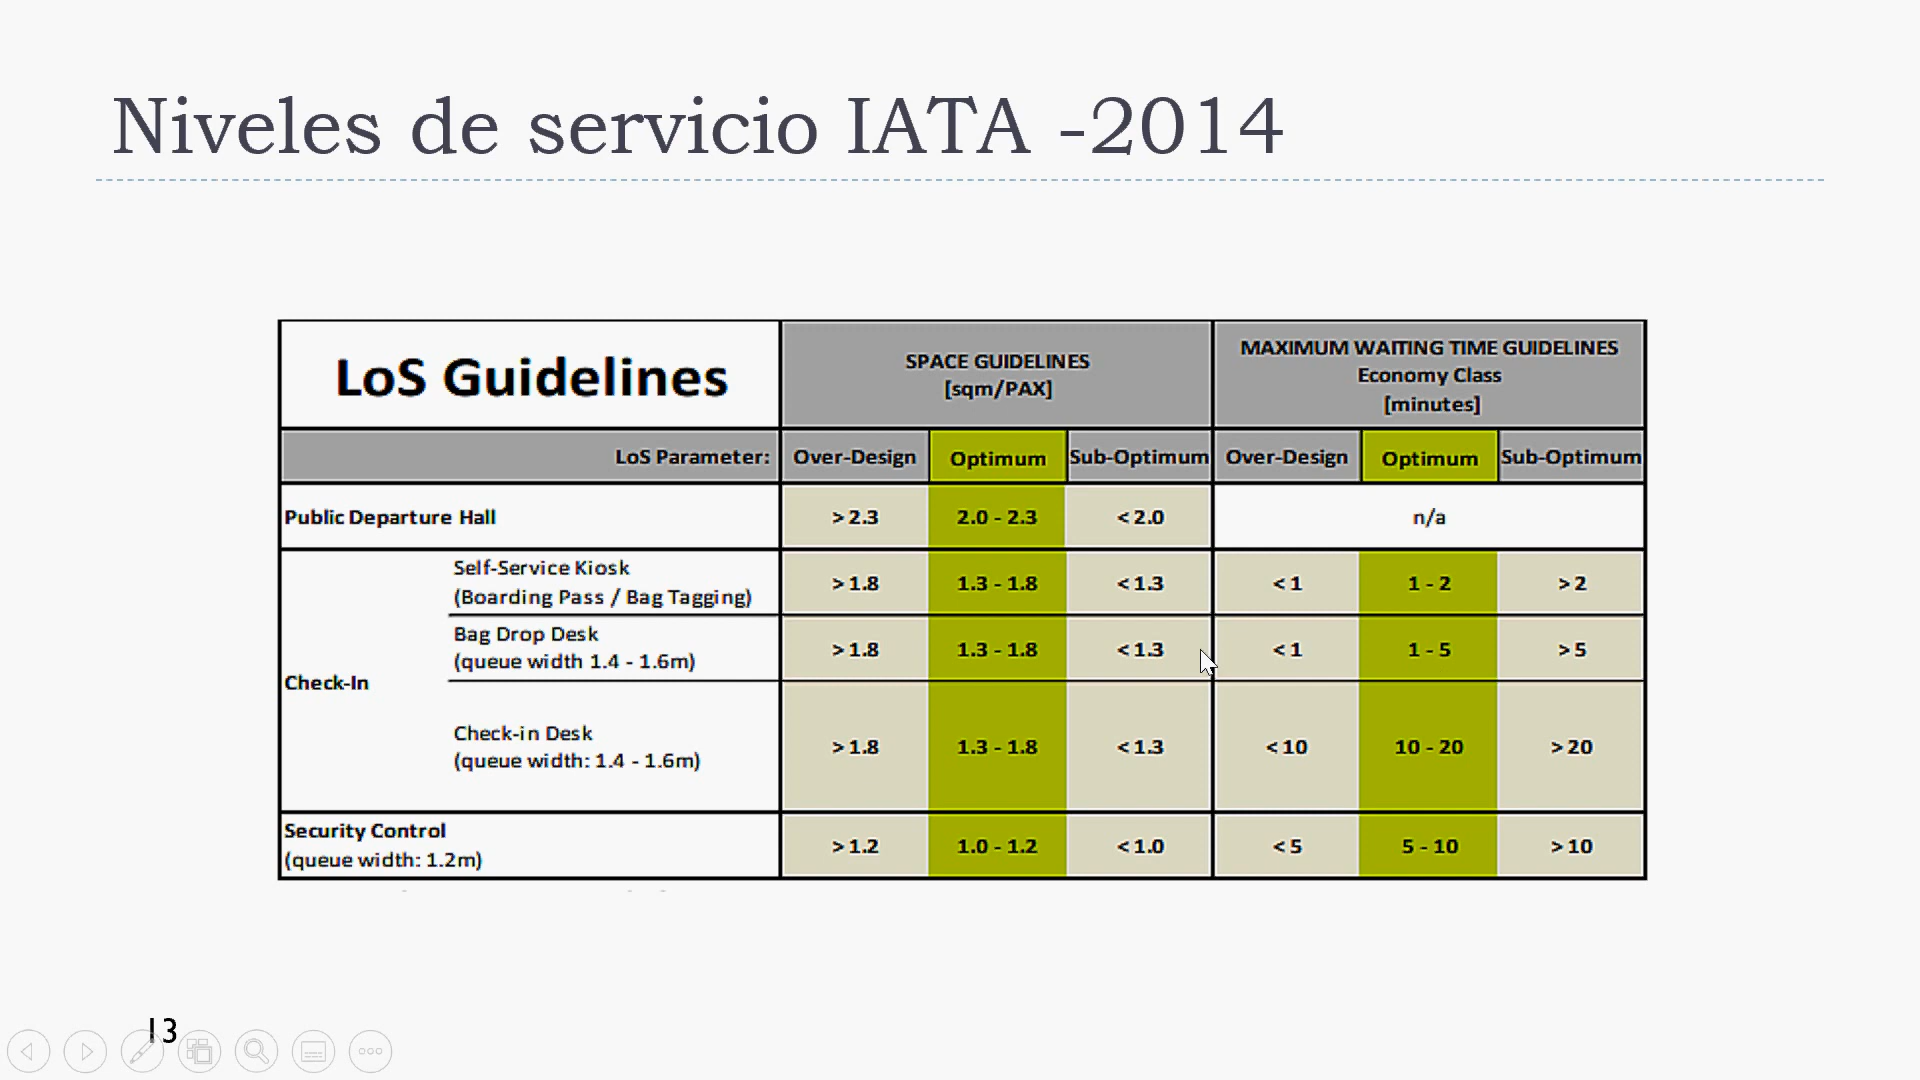 Niveles de servicio IATA -2014
LoS Guidelines
SPACE GUIDELINES
[sqm/PAX]
MAXIMUM WAITING TIME GUIDELINES
Economy Class
[minutes]
LoS Parameter: Over-Design Optimum Sub-Optimum Over-Design Optimum Sub-Optimum
Public Departure Hall > 2.3 2.0 - 2.3 < 2.0 n/a
Check-In
Self-Service Kiosk
(Boarding Pass / Bag Tagging)
> 1.8 1.3 - 1.8 < 1.3 < 1 1 - 2 > 2
Bag Drop Desk
(queue width 1.4 - 1.6m)
> 1.8 1.3 - 1.8 < 1.3 < 1 1 - 5 > 5
Check-in Desk
(queue width: 1.4 - 1.6m)
> 1.8 1.3 - 1.8 < 1.3 < 10 10 - 20 > 20
Security Control
(queue width: 1.2m)
> 1.2 1.0 - 1.2 < 1.0 < 5 5 - 10 > 10
13